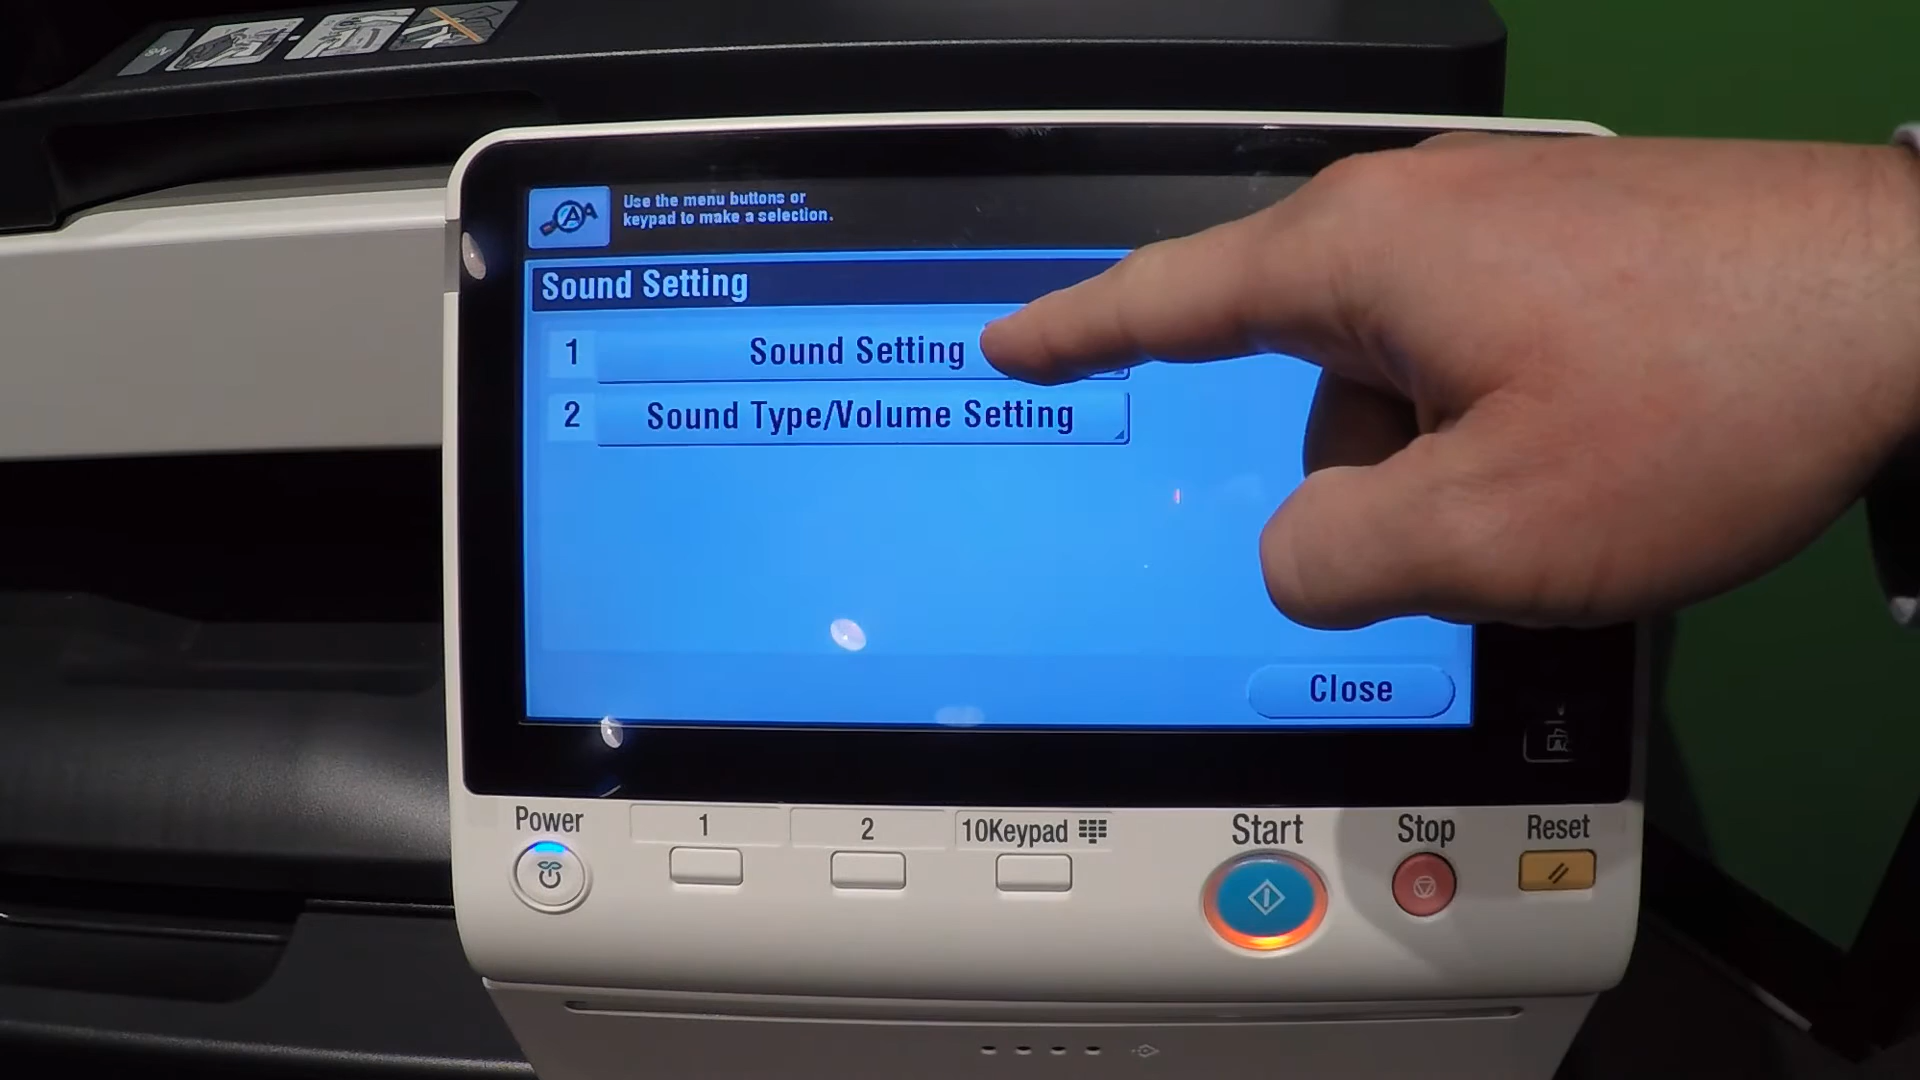 Use the menu buttons or
keypad to make a selection.
Sound Setting
1 Sound Setting
2 Sound Type/Volume Setting
Close
Power
1
2
10Keypad
Start
Stop
Reset